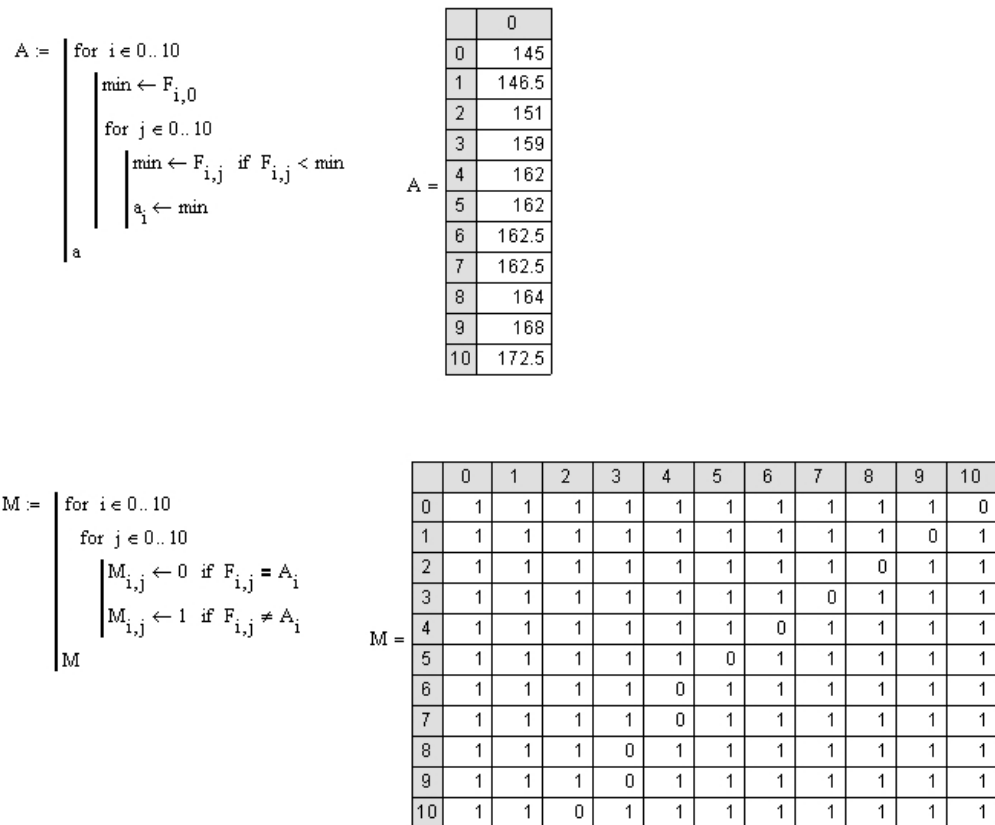 A := for i ∈ 0.. 10
min ← F i,0
for j ∈ 0.. 10
min ← F i,j if F i,j < min
a i ← min
a
A =
0
0 145
1 146.5
2 151
3 159
4 162
5 162
6 162.5
7 162.5
8 164
9 168
10 172.5
M := for i ∈ 0.. 10
for j ∈ 0.. 10
M i,j ← 0 if F i,j = A i
M i,j ← 1 if F i,j ≠ A i
M
M =
0 1 2 3 4 5 6 7 8 9 10
0 1 1 1 1 1 1 1 1 1 1 0
1 1 1 1 1 1 1 1 1 1 0 1
2 1 1 1 1 1 1 1 1 0 1 1
3 1 1 1 1 1 1 1 0 1 1 1
4 1 1 1 1 1 1 0 1 1 1 1
5 1 1 1 1 1 0 1 1 1 1 1
6 1 1 1 1 0 1 1 1 1 1 1
7 1 1 1 1 0 1 1 1 1 1 1
8 1 1 1 0 1 1 1 1 1 1 1
9 1 1 1 0 1 1 1 1 1 1 1
10 1 1 0 1 1 1 1 1 1 1 1